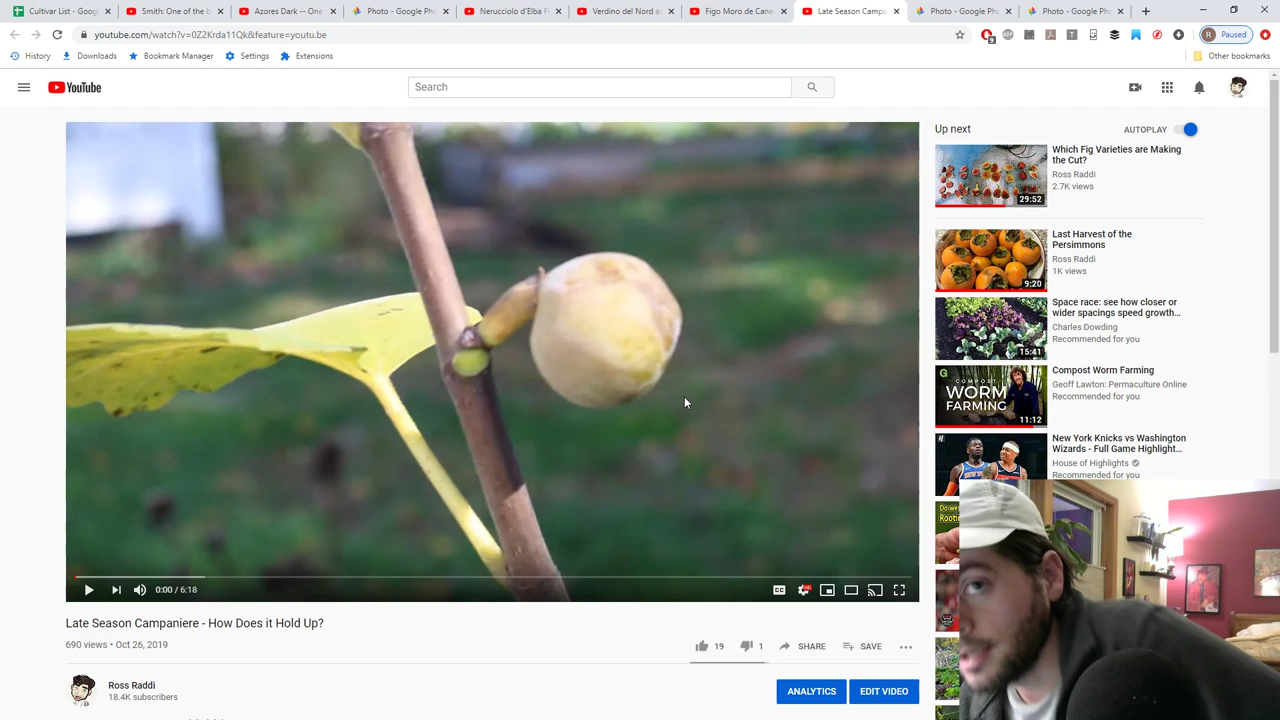 Cultivar List - Goog
Smith: One of the b
Azores Dark -- One
Photo - Google Pho
Nerucciolo d'Elba F
Verdino del Nord a
Figo Moro de Cane
Late Season Campa
Photo - Google Pho
Photo - Google Pho
youtube.com/watch?v=0Z2Krda11Qk&feature=youtu.be
Paused
History
Downloads
Bookmark Manager
Settings
Extensions
Other bookmarks
YouTube
Search
Up next
AUTOPLAY
Which Fig Varieties are Making
the Cut?
Ross Raddi
2.7K views
29:52
Last Harvest of the
Persimmons
Ross Raddi
1K views
9:20
Space race: see how closer or
wider spacings speed growth…
Charles Dowding
Recommended for you
15:41
COMPOST
WORM
FARMING
Compost Worm Farming
Geoff Lawton: Permaculture Online
Recommended for you
11:12
New York Knicks vs Washington
Wizards - Full Game Highlight…
House of Highlights
Recommended for you
0:00 / 6:18
CC
Late Season Campaniere - How Does it Hold Up?
690 views • Oct 26, 2019
19
1
SHARE
SAVE
Ross Raddi
18.4K subscribers
ANALYTICS
EDIT VIDEO